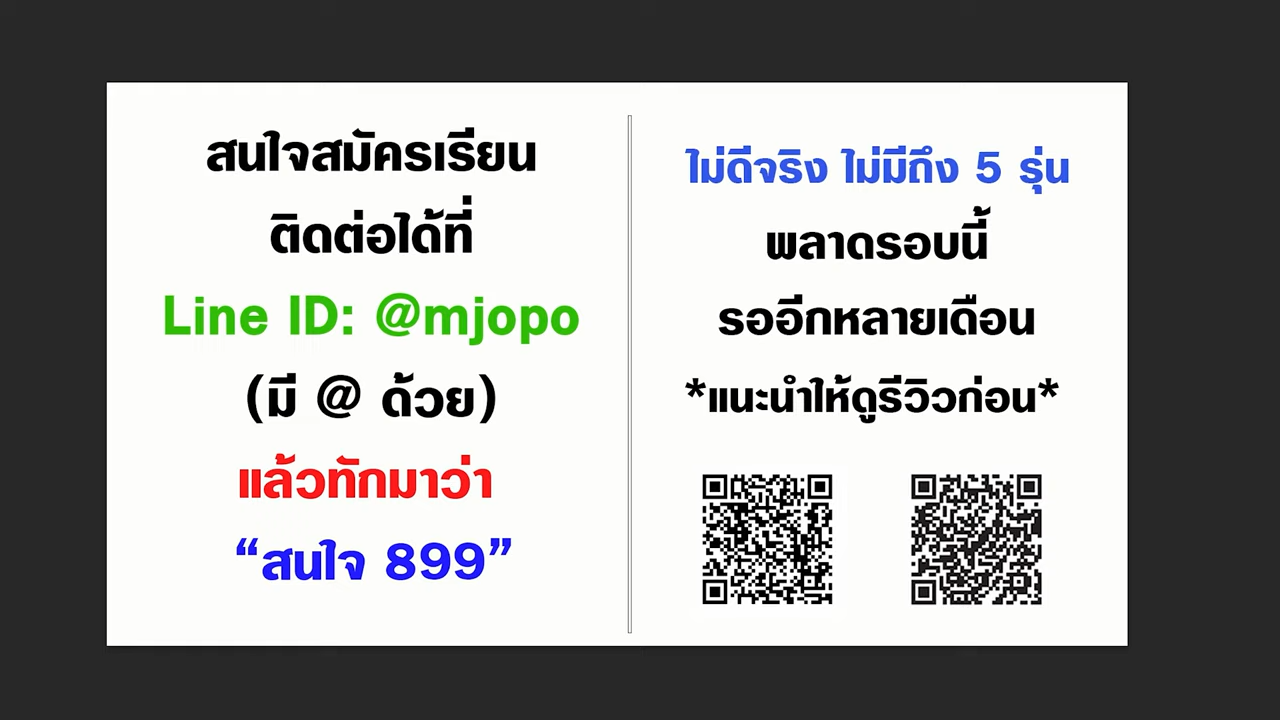 สนใจสมัครเรียน
ติดต่อได้ที่
Line ID: @mjopo
(มี @ ด้วย)
แล้วทักมาว่า
“สนใจ 899”
ไม่ดีจริง ไม่มีถึง 5 รุ่น
พลาดรอบนี้
รออีกหลายเดือน
*แนะนำให้ดูรีวิวก่อน*